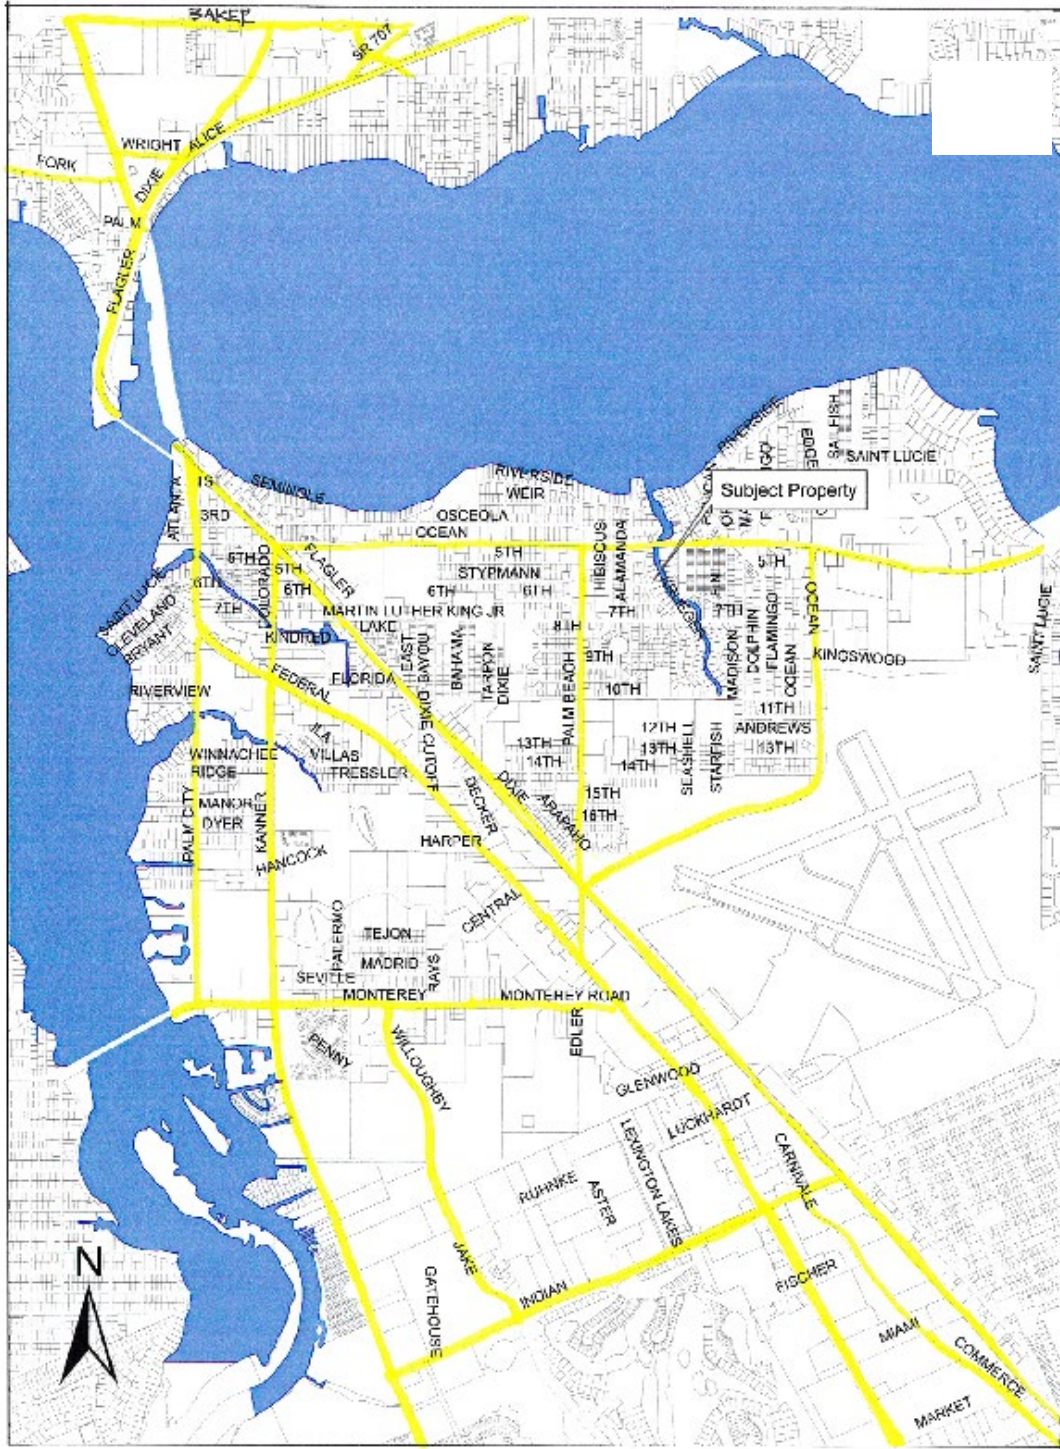 BAKER
SR 707
WRIGHT
ALICE
FORK
DIXIE
PALM
FLAGLER
SAILFISH
RIVERSIDE
SAINT LUCIE
RIVERSIDE
WEIR
SEMINOLE
Subject Property
ATLANTA
3RD
OSCEOLA
OCEAN
FLAGLER
5TH
HIBISCUS
ALAMANDA
5TH
5TH
5TH
STYPMANN
COLORADO
SAINT LUCIE
6TH
6TH
6TH
6TH
7TH
MARTIN LUTHER KING JR
7TH
7TH
CLEVELAND
LAKE
8TH
OCEAN
BRYANT
KINDRED
EAST
BAYOU
BAHAMA
TARPON
DIXIE
9TH
MADISON
DOLPHIN
FLAMINGO
OCEAN
KINGSWOOD
SAINT LUCIE
RIVERVIEW
FEDERAL
FLORIDA
10TH
DIXIE CUTOFF
PALM BEACH
11TH
12TH
ANDREWS
VILLAS
13TH
13TH
13TH
WINNACHEE
RIDGE
TRESSLER
14TH
14TH
SEASHELL
STARFISH
DECKER
DIXIE
15TH
MANOR
ARAPAHO
16TH
DYER
PALM CITY
KANNER
HARPER
HANCOCK
CENTRAL
PALERMO
TEJON
MADRID
RAYS
SEVILLE
MONTEREY
MONTEREY ROAD
EDLER
PENNY
WILLOUGHBY
GLENWOOD
LUCKHARDT
LEXINGTON LAKES
CARNIVALE
RUHNKE
ASTER
N
JAKE
GATEHOUSE
INDIAN
FISCHER
MIAMI
COMMERCE
MARKET